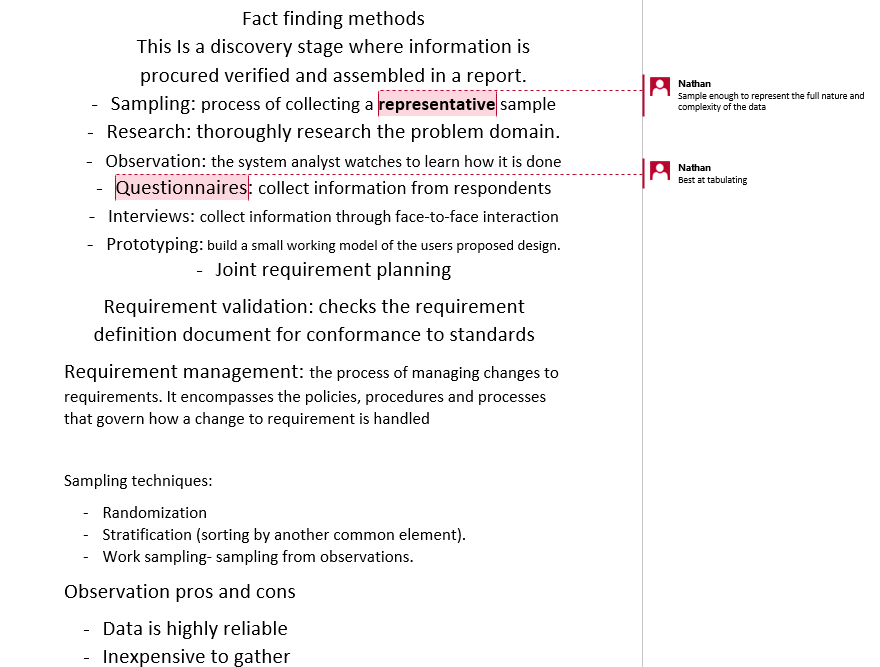 Fact finding methods
This Is a discovery stage where information is
procured verified and assembled in a report.
- Sampling: process of collecting a representative sample
- Research: thoroughly research the problem domain.
- Observation: the system analyst watches to learn how it is done
- Questionnaires: collect information from respondents
- Interviews: collect information through face-to-face interaction
- Prototyping: build a small working model of the users proposed design.
- Joint requirement planning
Requirement validation: checks the requirement
definition document for conformance to standards
Requirement management: the process of managing changes to
requirements. It encompasses the policies, procedures and processes
that govern how a change to requirement is handled
Sampling techniques:
- Randomization
- Stratification (sorting by another common element).
- Work sampling- sampling from observations.
Observation pros and cons
- Data is highly reliable
- Inexpensive to gather
Nathan
Sample enough to represent the full nature and
complexity of the data
Nathan
Best at tabulating